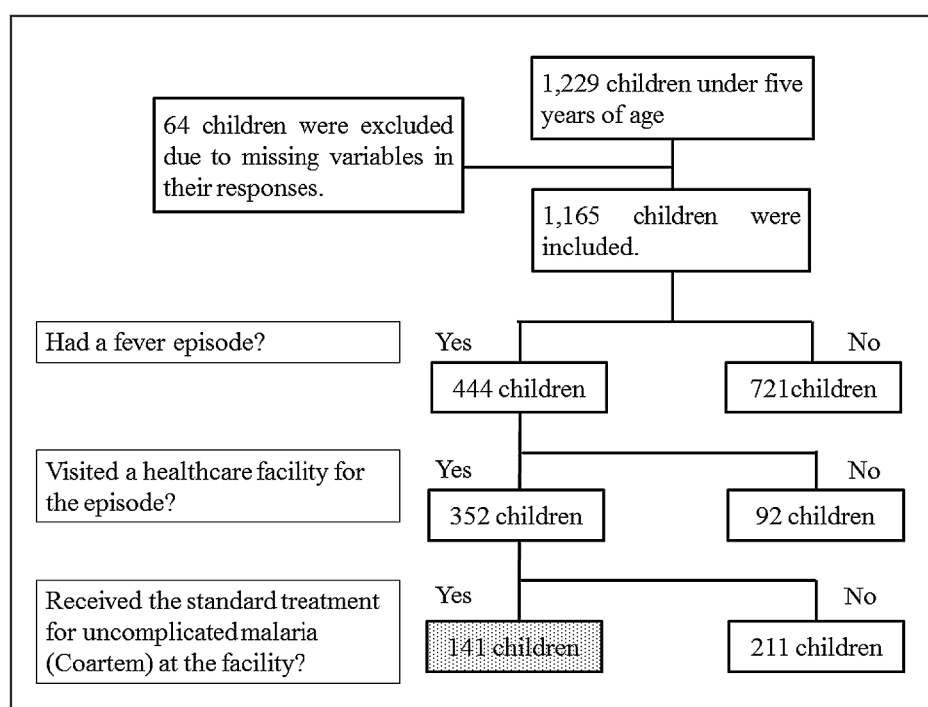 1,229 children under five
years of age
64 children were excluded
due to missing variables in
their responses.
1,165 children were
included.
Had a fever episode?
Yes
No
444 children
721children
Visited a healthcare facility for
the episode?
Yes
No
352 children
92 children
Received the standard treatment
for uncomplicated malaria
(Coartem) at the facility?
Yes
No
141 children
211 children